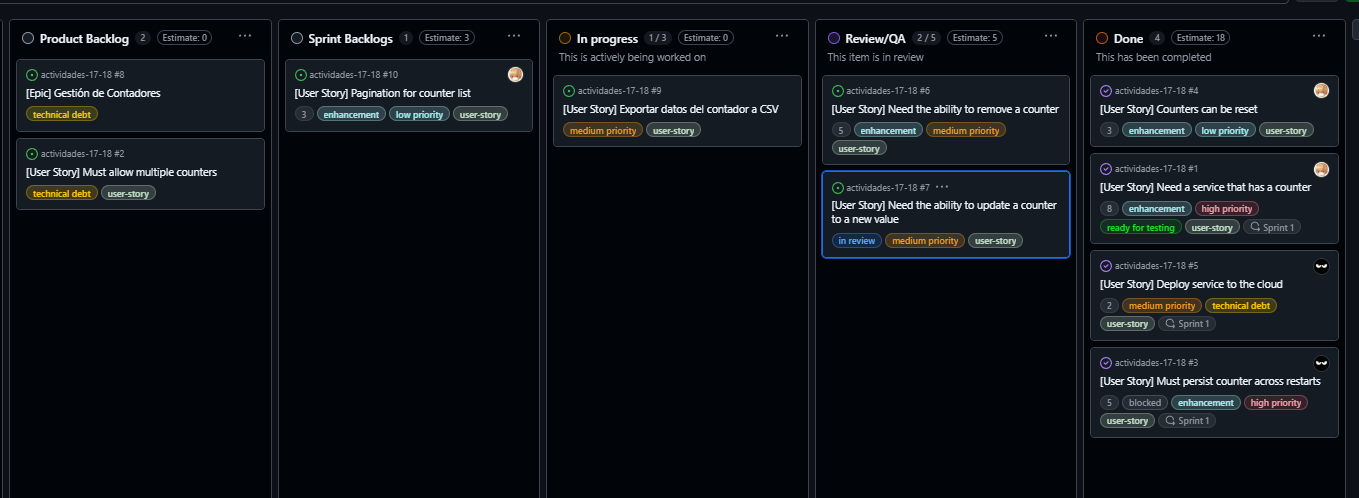 Product Backlog 2 Estimate: 0 ...
actividades-17-18 #8
[Epic] Gestión de Contadores
technical debt
actividades-17-18 #2
[User Story] Must allow multiple counters
technical debt user-story
Sprint Backlogs 1 Estimate: 3 ...
actividades-17-18 #10
[User Story] Pagination for counter list
3 enhancement low priority user-story
In progress 1 / 3 Estimate: 0 ...
This is actively being worked on
actividades-17-18 #9
[User Story] Exportar datos del contador a CSV
medium priority user-story
Review/QA 2 / 5 Estimate: 5 ...
This item is in review
actividades-17-18 #6
[User Story] Need the ability to remove a counter
5 enhancement medium priority
user-story
actividades-17-18 #7 ...
[User Story] Need the ability to update a counter
to a new value
in review medium priority user-story
Done 4 Estimate: 18 ...
This has been completed
actividades-17-18 #4
[User Story] Counters can be reset
3 enhancement low priority user-story
actividades-17-18 #1
[User Story] Need a service that has a counter
8 enhancement high priority
ready for testing user-story Sprint 1
actividades-17-18 #5
[User Story] Deploy service to the cloud
2 medium priority technical debt
user-story Sprint 1
actividades-17-18 #3
[User Story] Must persist counter across restarts
5 blocked enhancement high priority
user-story Sprint 1